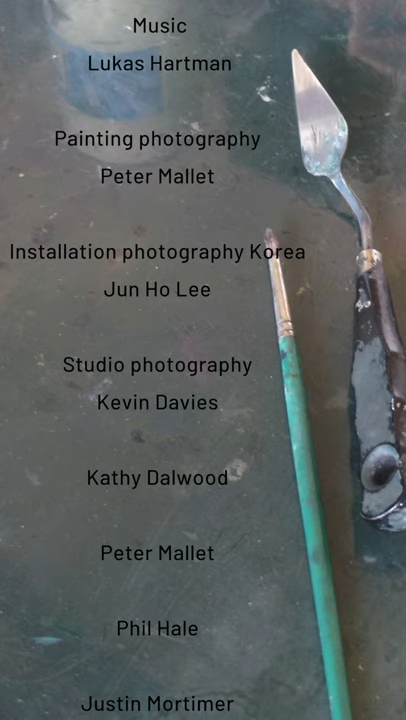 Music
Lukas Hartman
Painting photography
Peter Mallet
Installation photography Korea
Jun Ho Lee
Studio photography
Kevin Davies
Kathy Dalwood
Peter Mallet
Phil Hale
Justin Mortimer